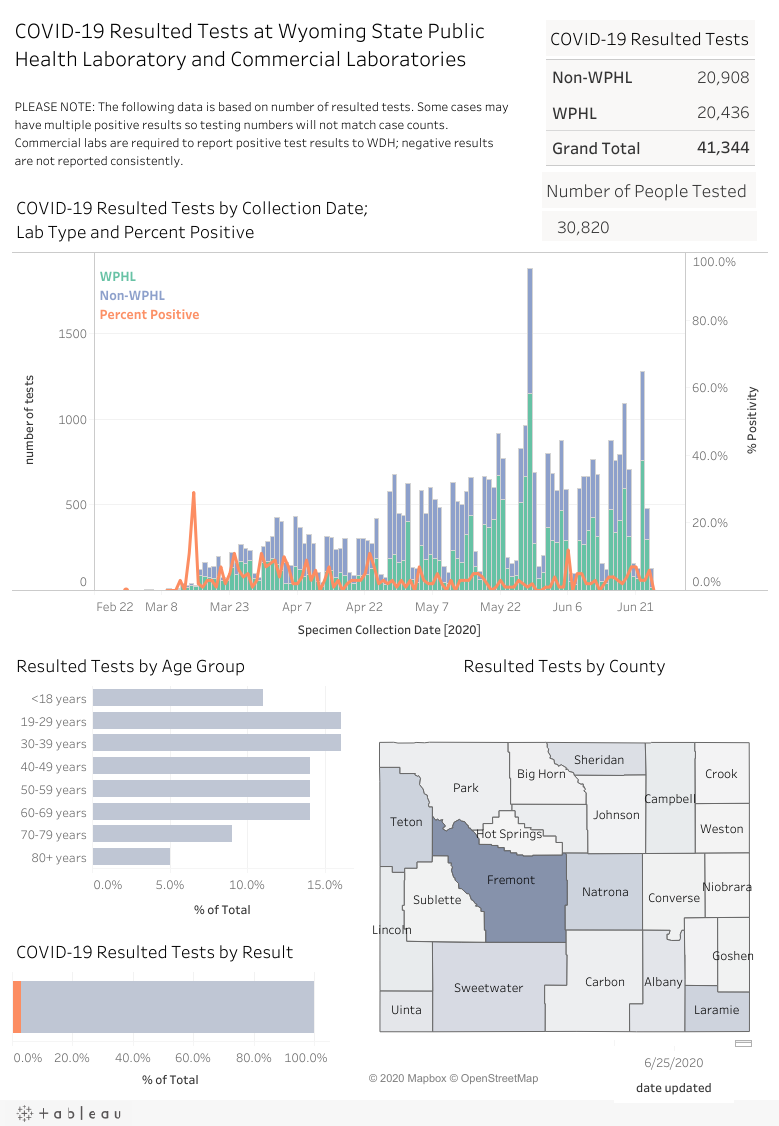 COVID-19 Resulted Tests at Wyoming State Public
Health Laboratory and Commercial Laboratories
PLEASE NOTE: The following data is based on number of resulted tests. Some cases may
have multiple positive results so testing numbers will not match case counts.
Commercial labs are required to report positive test results to WDH; negative results
are not reported consistently.
COVID-19 Resulted Tests
Non-WPHL 20,908
WPHL 20,436
Grand Total 41,344
Number of People Tested
30,820
COVID-19 Resulted Tests by Collection Date;
Lab Type and Percent Positive
WPHL
Non-WPHL
Percent Positive
number of tests
1500
1000
500
0
100.0%
80.0%
60.0%
40.0%
20.0%
0.0%
% Positivity
Feb 22 Mar 8 Mar 23 Apr 7 Apr 22 May 7 May 22 Jun 6 Jun 21
Specimen Collection Date [2020]
Resulted Tests by Age Group
<18 years
19-29 years
30-39 years
40-49 years
50-59 years
60-69 years
70-79 years
80+ years
0.0% 5.0% 10.0% 15.0%
% of Total
COVID-19 Resulted Tests by Result
0.0% 20.0% 40.0% 60.0% 80.0% 100.0%
% of Total
Resulted Tests by County
Sheridan
Big Horn
Crook
Park
Campbell
Johnson
Teton
Weston
Hot Springs
Fremont
Natrona
Niobrara
Converse
Sublette
Lincoln
Goshen
Carbon
Albany
Sweetwater
Uinta
Laramie
© 2020 Mapbox © OpenStreetMap
6/25/2020
date updated
+ a b l e a u